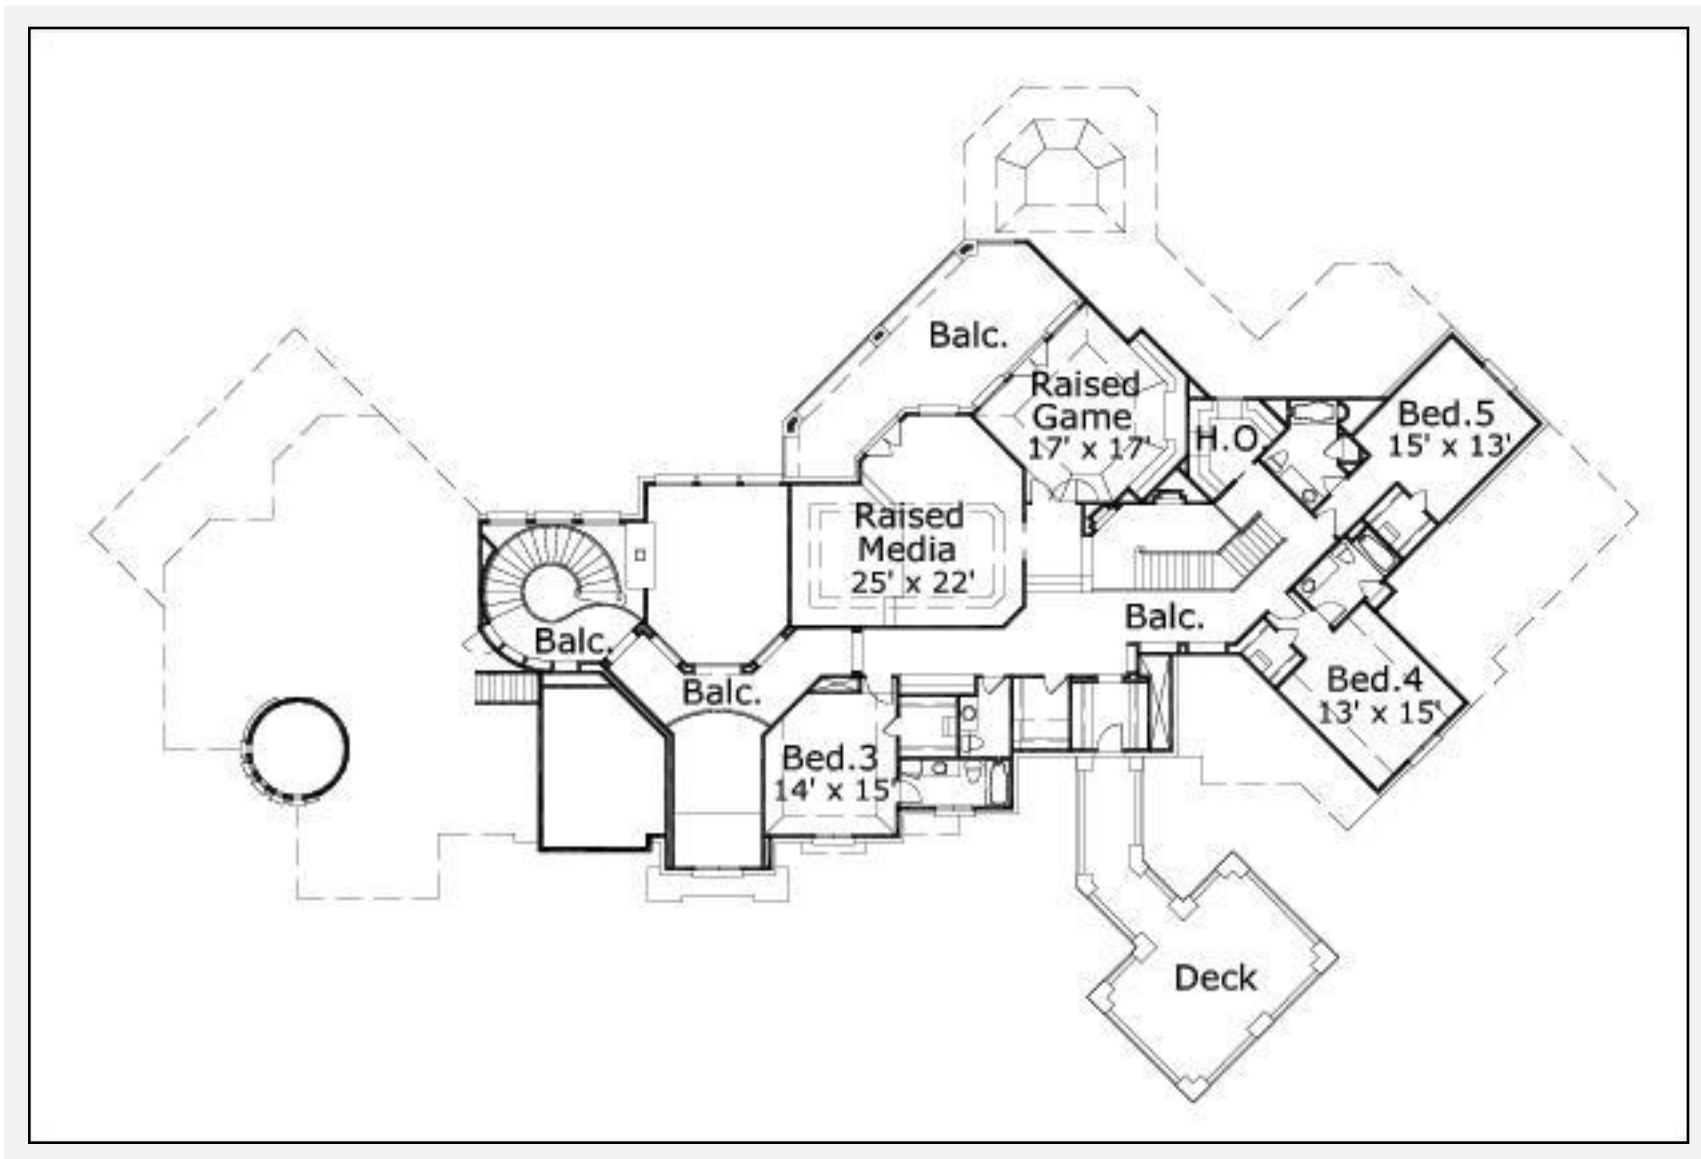 Balc.
Raised
Game
17' x 17'
H.O
Bed.5
15' x 13'
Raised
Media
25' x 22'
Balc.
Balc.
Balc.
Bed.4
13' x 15'
Bed.3
14' x 15'
Deck